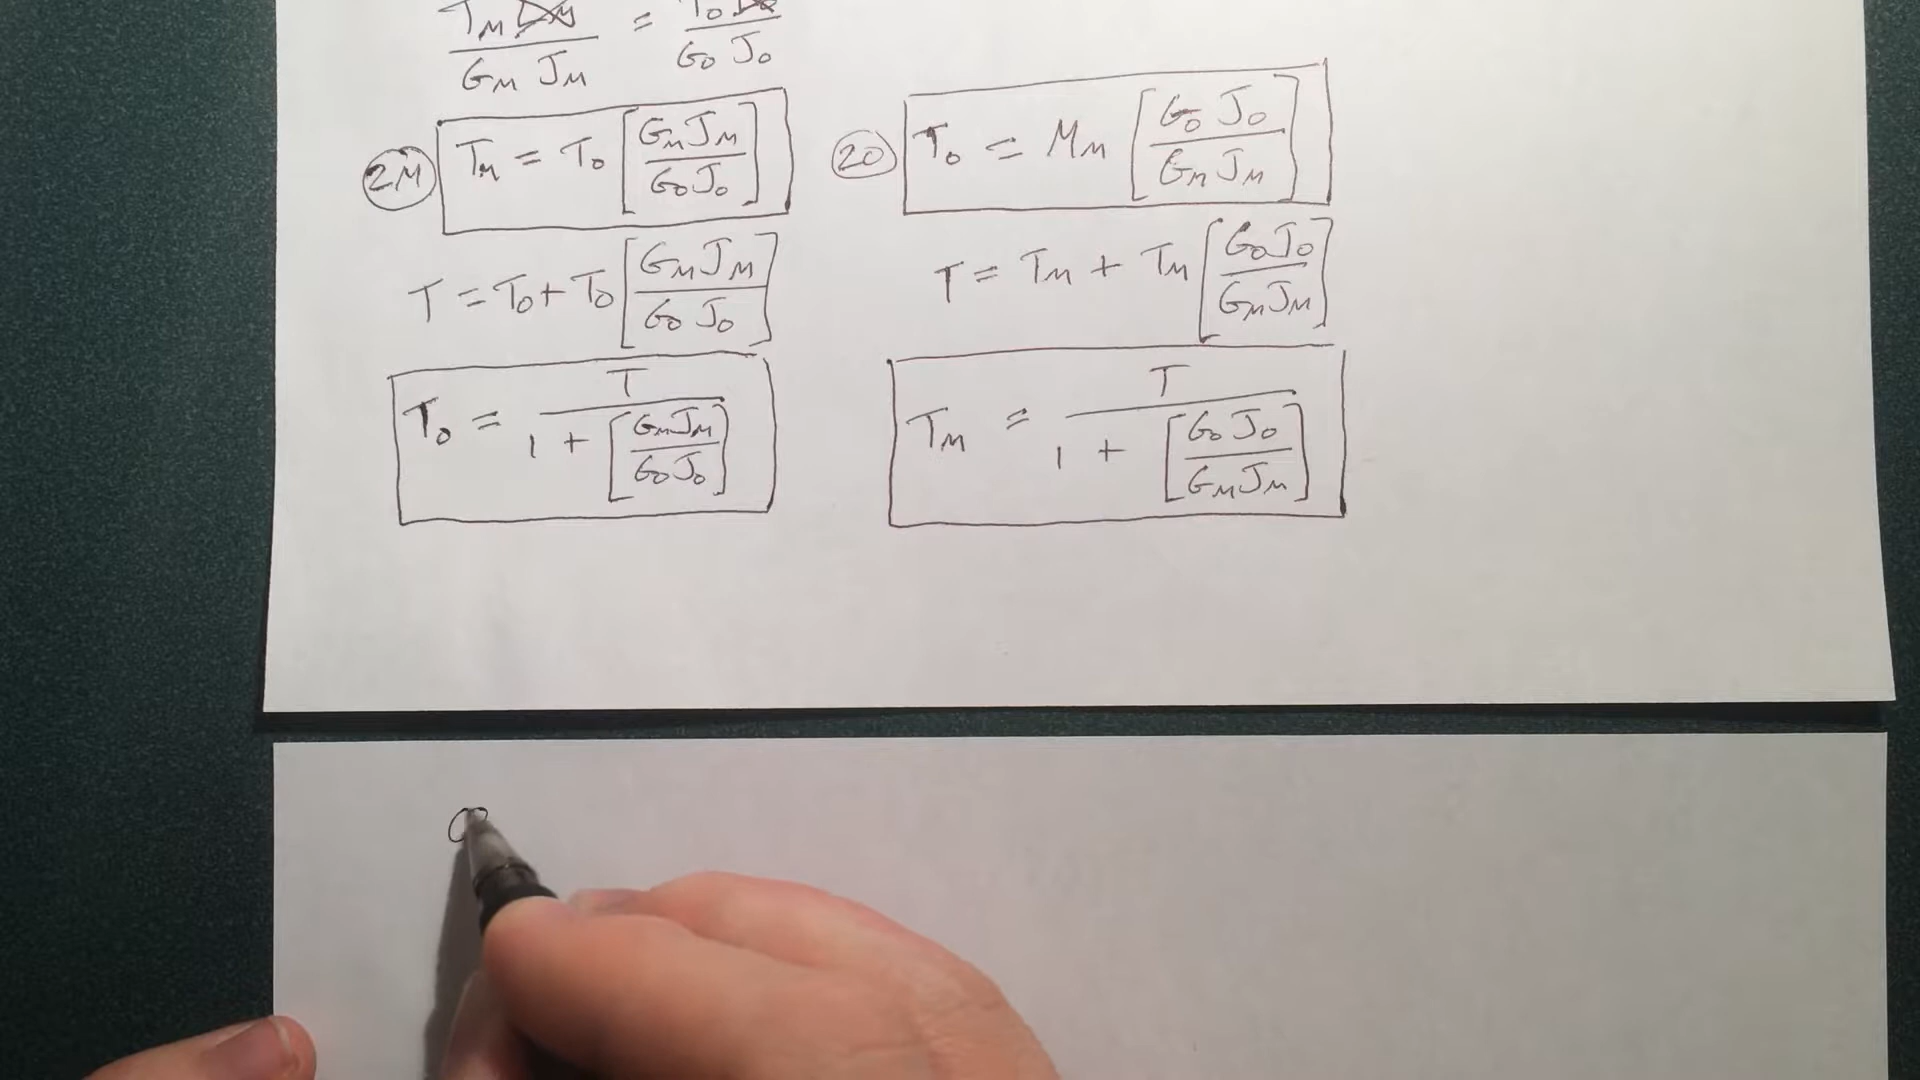 T_M D_M / G_M J_M = T_O / G_O J_O
(2M) T_M = T_O [G_M J_M / G_O J_O]
(2O) T_O = M_M [G_O J_O / G_M J_M]
T = T_O + T_O [G_M J_M / G_O J_O]
T = T_M + T_M [G_O J_O / G_M J_M]
T_O = T / 1 + [G_M J_M / G_O J_O]
T_M = T / 1 + [G_O J_O / G_M J_M]